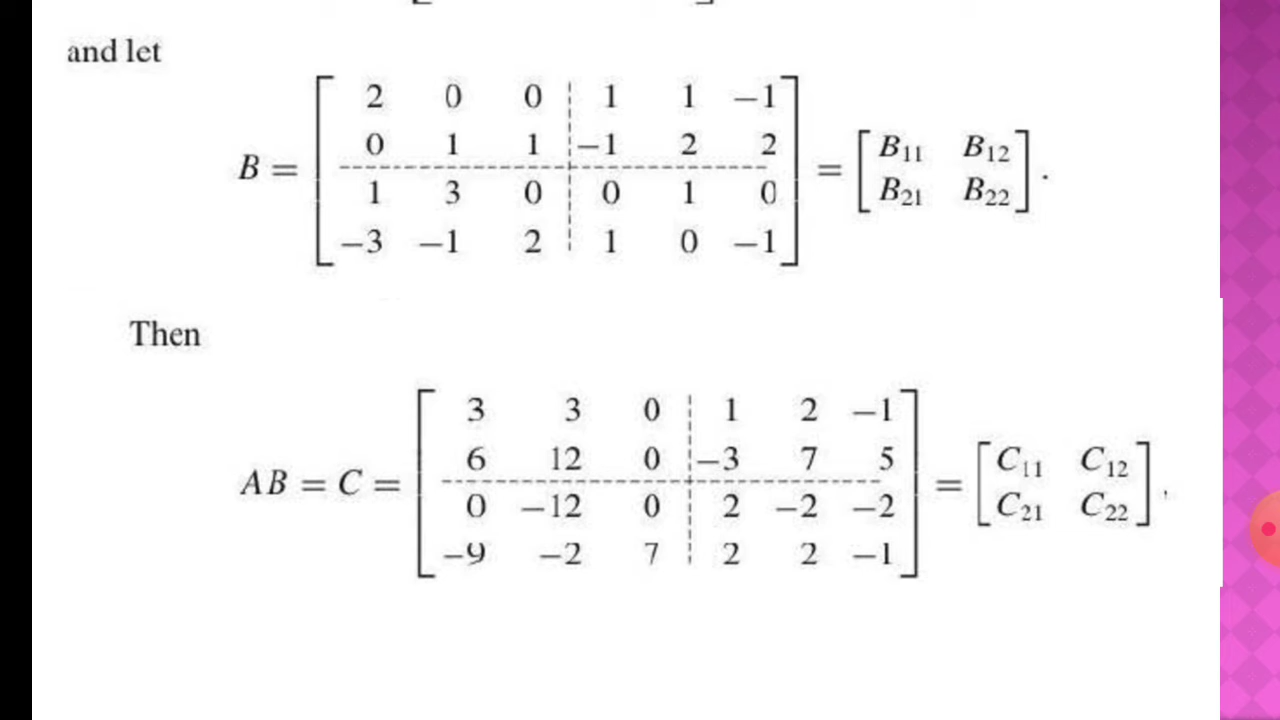 and let
B = [ 2 0 0 | 1 1 −1
0 1 1 | −1 2 2
1 3 0 | 0 1 0
−3 −1 2 | 1 0 −1 ] = [ B₁₁ B₁₂
B₂₁ B₂₂ ] .
Then
AB = C = [ 3 3 0 | 1 2 −1
6 12 0 | −3 7 5
0 −12 0 | 2 −2 −2
−9 −2 7 | 2 2 −1 ] = [ C₁₁ C₁₂
C₂₁ C₂₂ ] ,